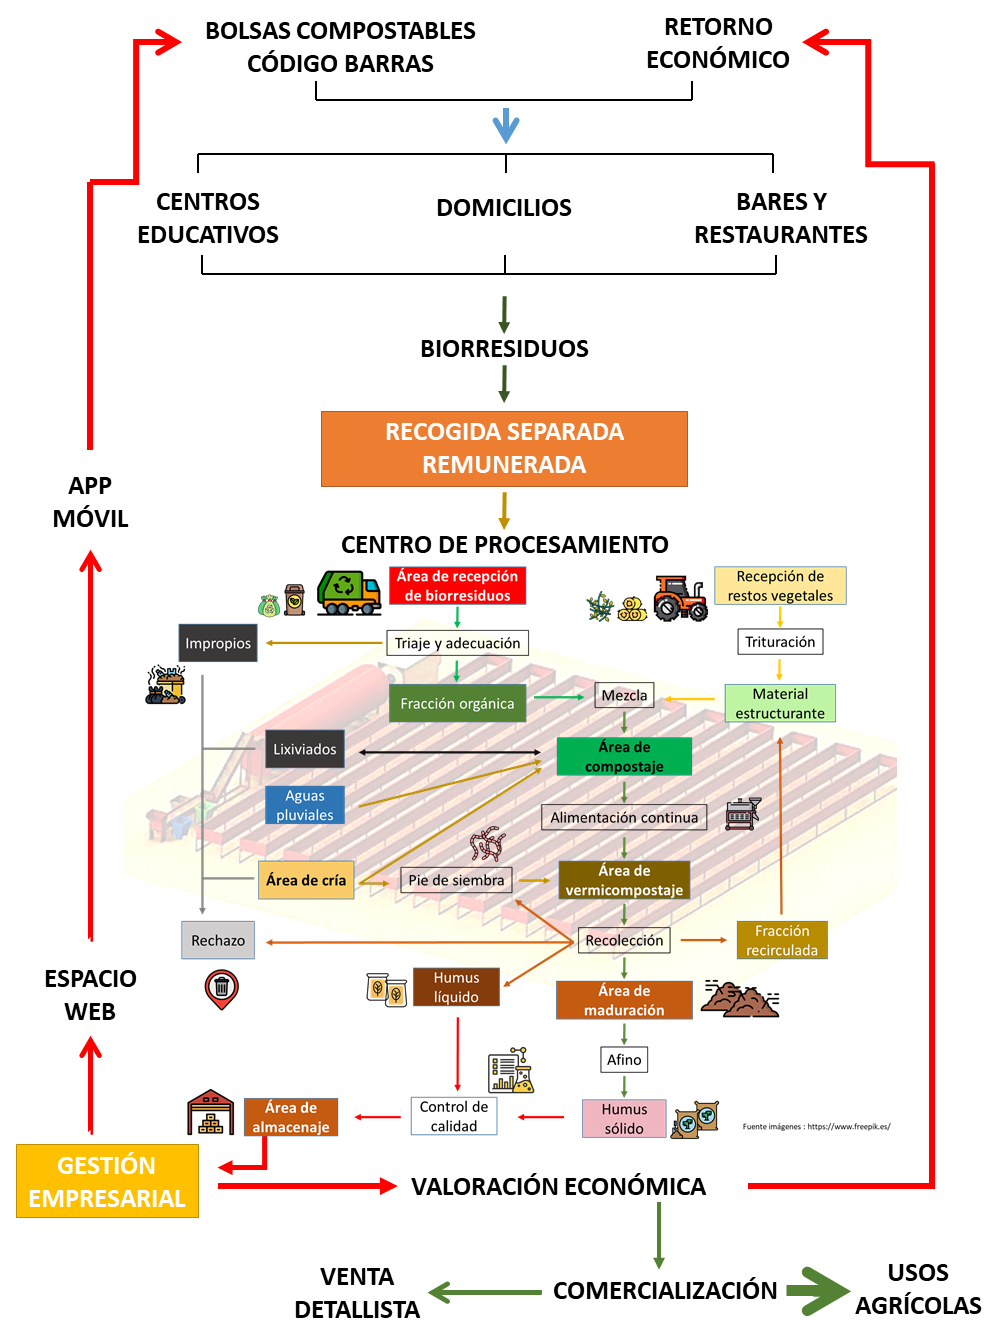 BOLSAS COMPOSTABLES
CÓDIGO BARRAS
RETORNO
ECONÓMICO
CENTROS
EDUCATIVOS
DOMICILIOS
BARES Y
RESTAURANTES
BIORRESIDUOS
RECOGIDA SEPARADA
REMUNERADA
APP
MÓVIL
CENTRO DE PROCESAMIENTO
Área de recepción
de biorresiduos
Recepción de
restos vegetales
Impropios
Triaje y adecuación
Trituración
Fracción orgánica
Mezcla
Material
estructurante
Lixiviados
Área de
compostaje
Aguas
pluviales
Alimentación continua
Área de cría
Pie de siembra
Área de
vermicompostaje
Rechazo
Recolección
Fracción
recirculada
ESPACIO
WEB
Humus
líquido
Área de
maduración
Afino
Área de
almacenaje
Control de
calidad
Humus
sólido
Fuente imágenes : https://www.freepik.es/
GESTIÓN
EMPRESARIAL
VALORACIÓN ECONÓMICA
VENTA
DETALLISTA
COMERCIALIZACIÓN
USOS
AGRÍCOLAS